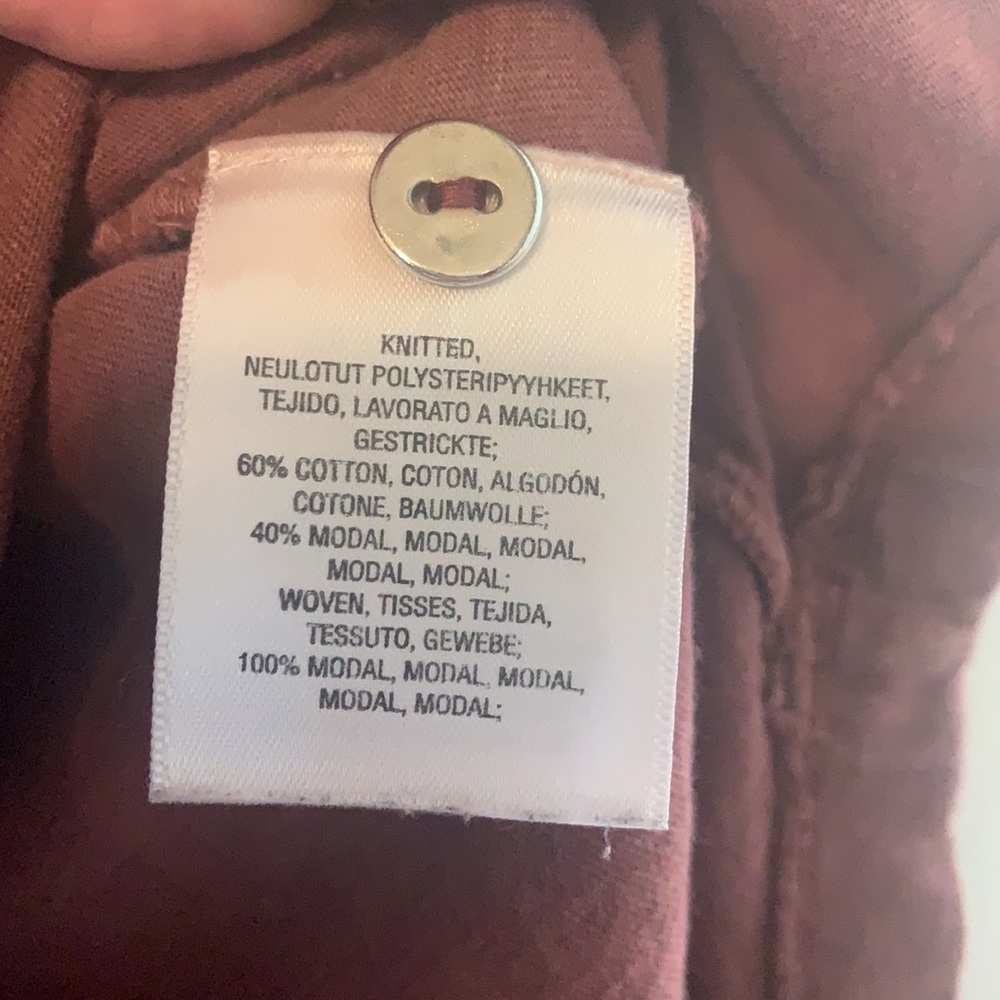 KNITTED,
NEULOTUT POLYSTERIPYYHKEET,
TEJIDO, LAVORATO A MAGLIO,
GESTRICKTE;
60% COTTON, COTON, ALGODÓN,
COTONE, BAUMWOLLE;
40% MODAL, MODAL, MODAL,
MODAL, MODAL;
WOVEN, TISSES, TEJIDA,
TESSUTO, GEWEBE;
100% MODAL, MODAL, MODAL,
MODAL, MODAL;